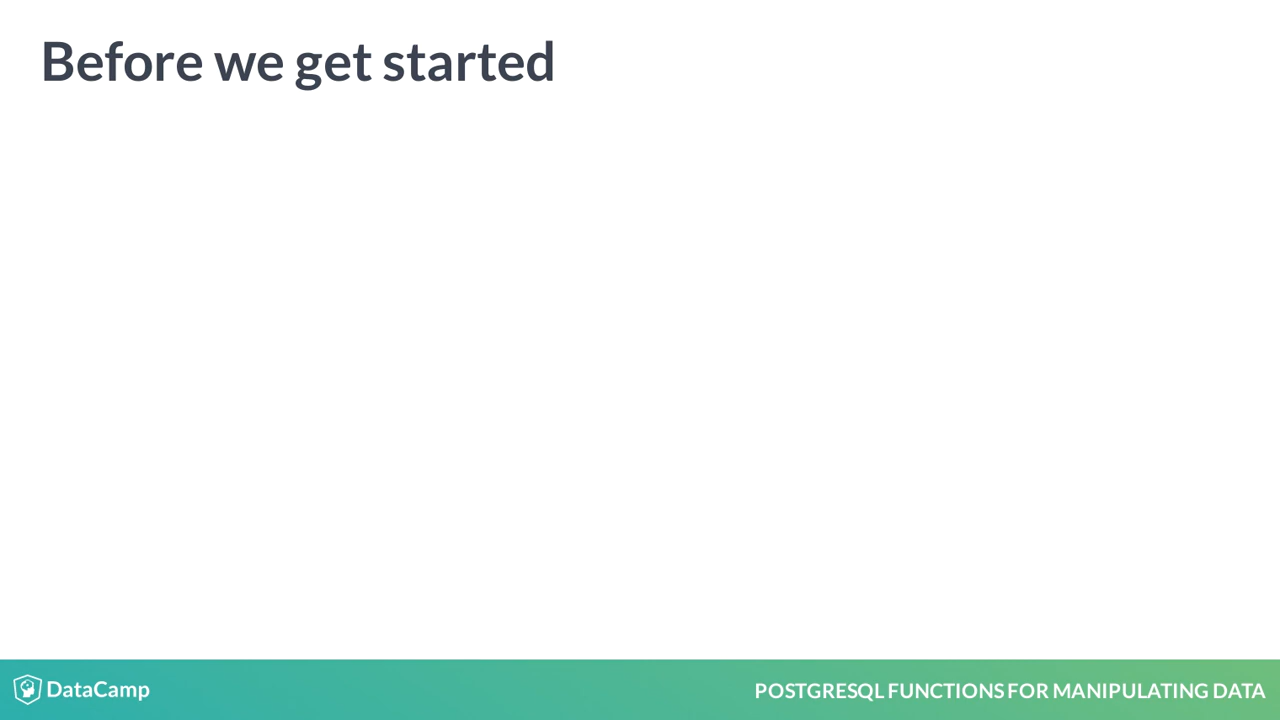 Before we get started
DataCamp
POSTGRESQL FUNCTIONS FOR MANIPULATING DATA